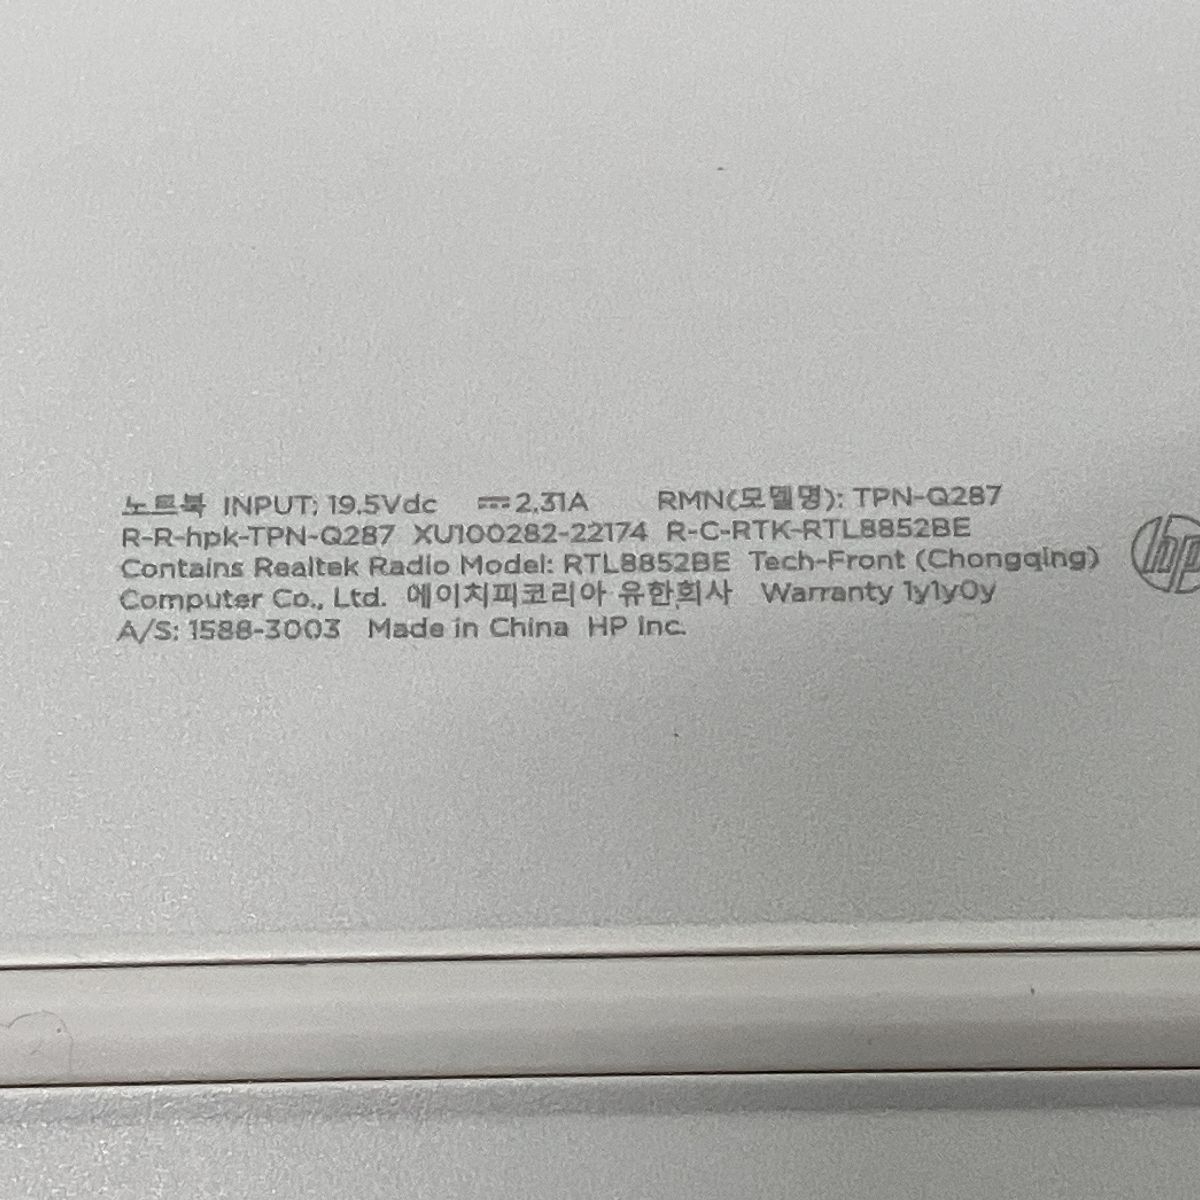 노트북 INPUT: 19.5Vdc ⎓2.31A RMN(모델명): TPN-Q287
R-R-hpk-TPN-Q287 XU100282-22174 R-C-RTK-RTL8852BE
Contains Realtek Radio Model: RTL8852BE Tech-Front (Chongqing)
Computer Co., Ltd. 에이치피코리아 유한회사 Warranty 1y1y0y
A/S: 1588-3003 Made in China HP Inc.
hp